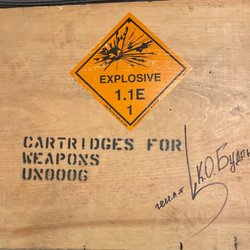 EXPLOSIVE
1.1E
1
CARTRIDGES FOR
WEAPONS
UN0006
К.О.